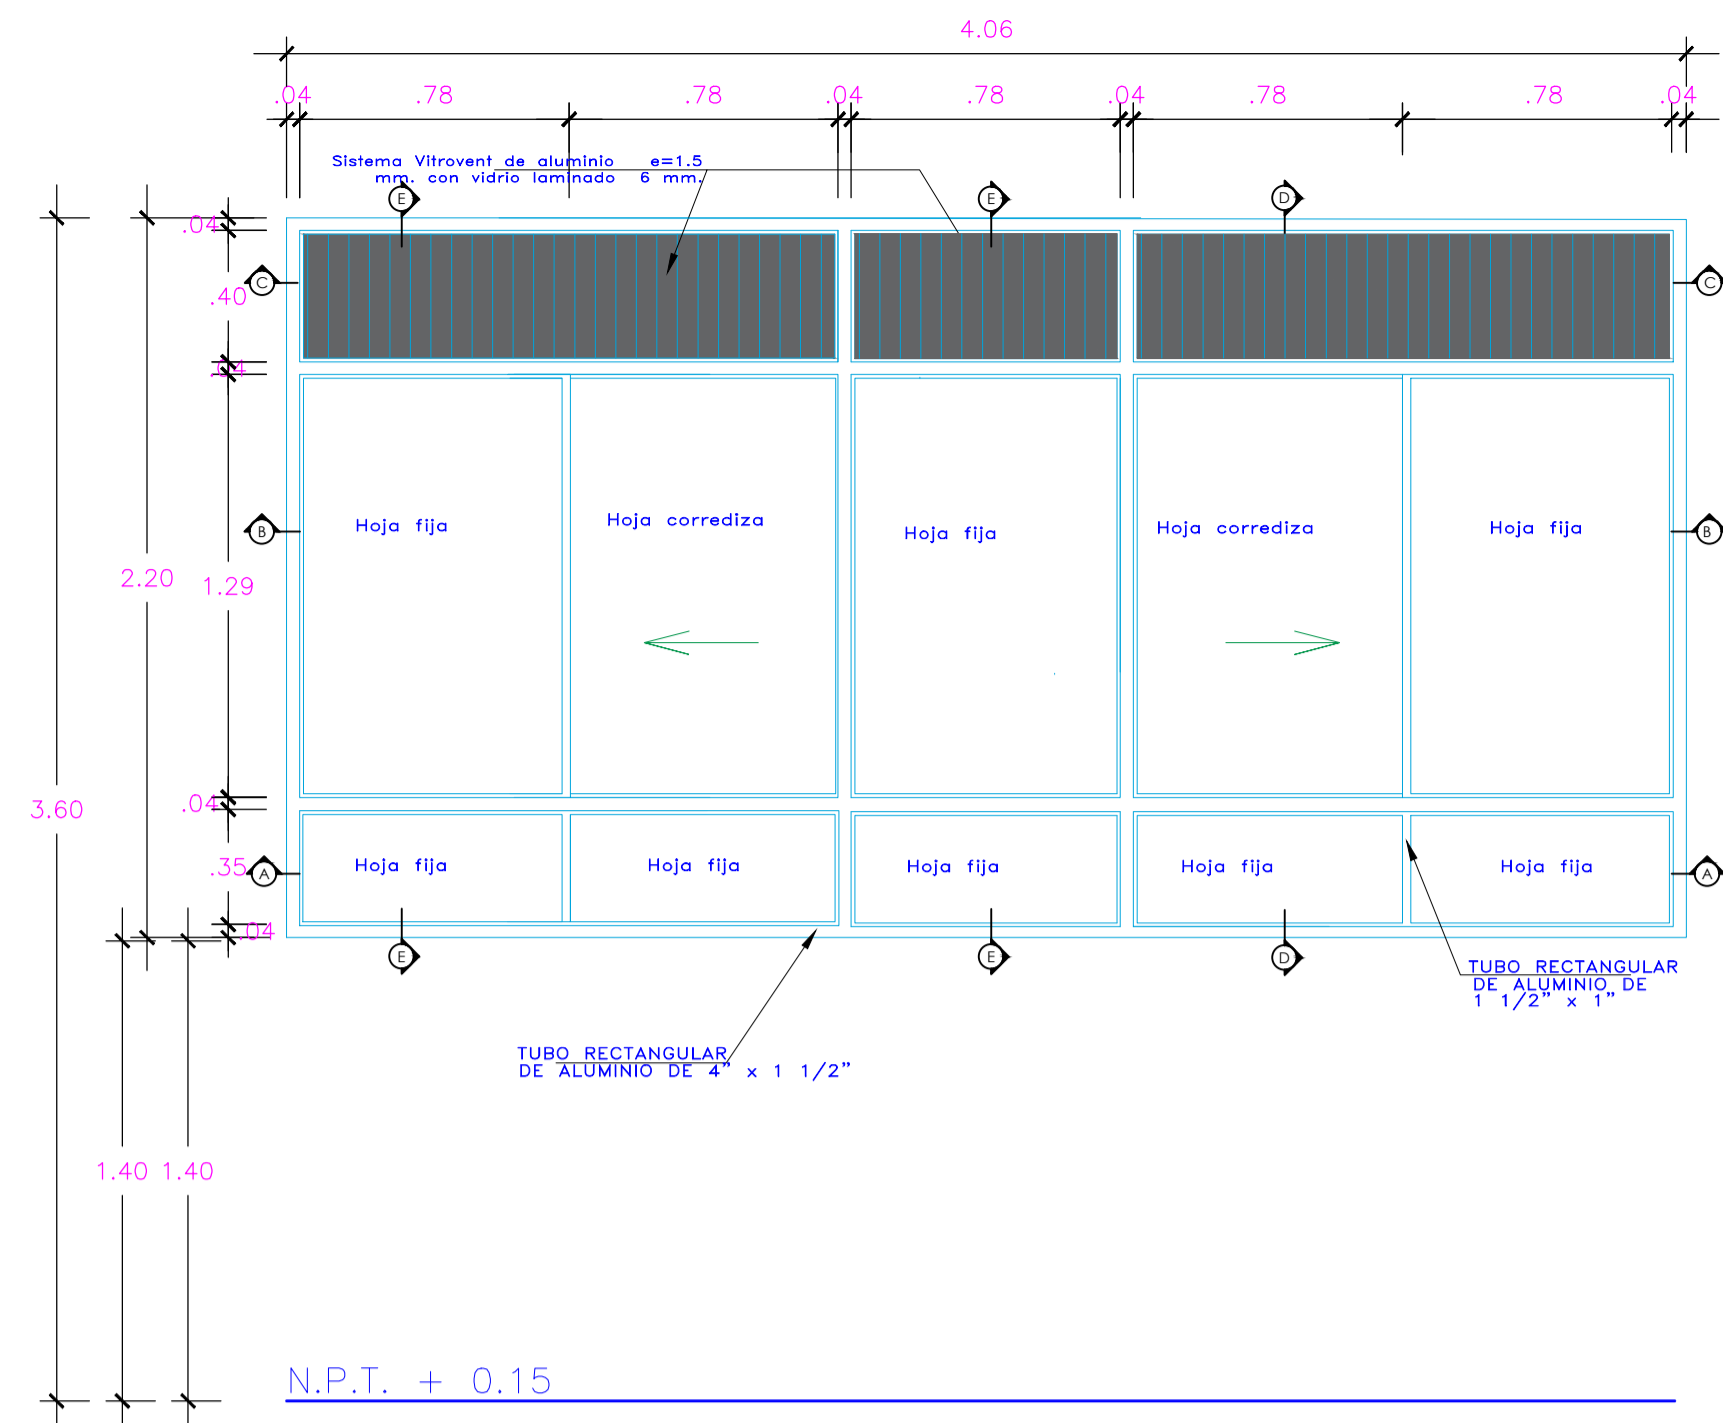 4.06
.04 .78 .78 .04 .78 .04 .78 .78 .04
Sistema Vitrovent de aluminio e=1.5
mm. con vidrio laminado 6 mm.
E E D
.04
C .40 C
.04
Hoja fija Hoja corrediza Hoja fija Hoja corrediza Hoja fija
B B
2.20 1.29
3.60 .04
Hoja fija Hoja fija Hoja fija Hoja fija Hoja fija
.35 A A
.04
E E D
TUBO RECTANGULAR
DE ALUMINIO DE
1 1/2” x 1”
TUBO RECTANGULAR
DE ALUMINIO DE 4” x 1 1/2”
1.40 1.40
N.P.T. + 0.15